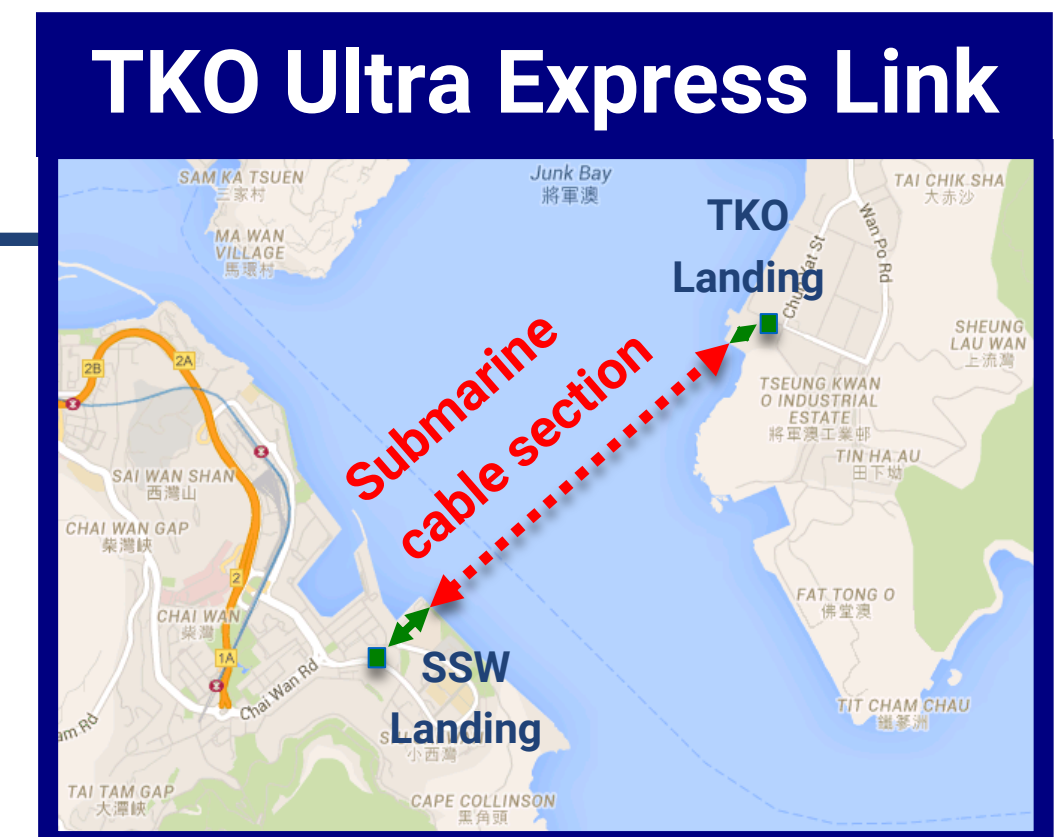 TKO Ultra Express Link
SAM KA TSUEN
三家村
Junk Bay
將軍澳
TAI CHIK SHA
大赤沙
TKO
Landing
Wan Po Rd
MA WAN
VILLAGE
馬環村
SHEUNG
LAU WAN
上流灣
2B
2A
Submarine
cable section
TSEUNG KWAN
O INDUSTRIAL
ESTATE
將軍澳工業邨
TIN HA AU
田下坳
SAI WAN SHAN
西灣山
CHAI WAN GAP
柴灣峽
2
FAT TONG O
佛堂澳
CHAI WAN
柴灣
1A
Chai Wan Rd
SSW
Landing
小西灣
TIT CHAM CHAU
鐵篸洲
TAI TAM GAP
大潭峽
CAPE COLLINSON
黑角頭